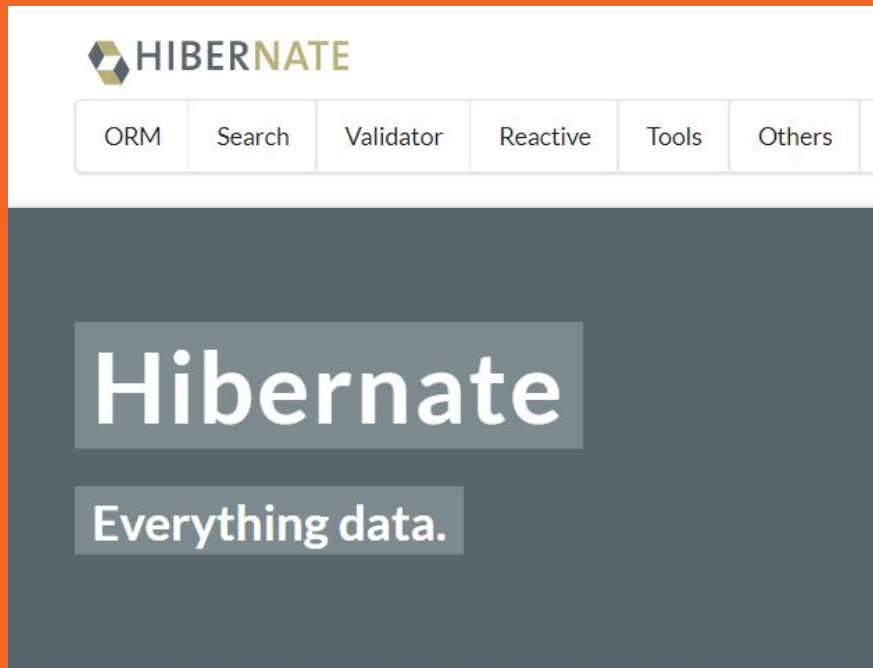 HIBERNATE
ORM Search Validator Reactive Tools Others
Hibernate
Everything data.